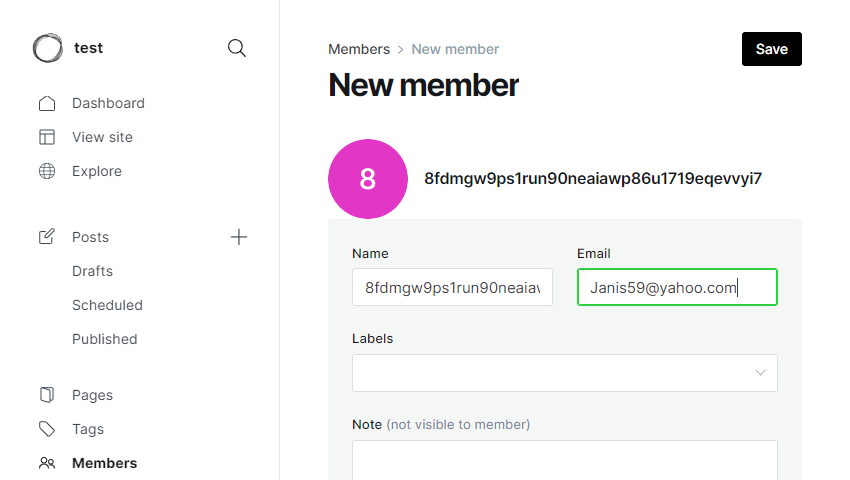 test
Dashboard
View site
Explore
Posts
Drafts
Scheduled
Published
Pages
Tags
Members
Members > New member
Save
New member
8
8fdmgw9ps1run90neaiawp86u1719eqevvyi7
Name
8fdmgw9ps1run90neaiaw
Email
Janis59@yahoo.com
Labels
Note (not visible to member)